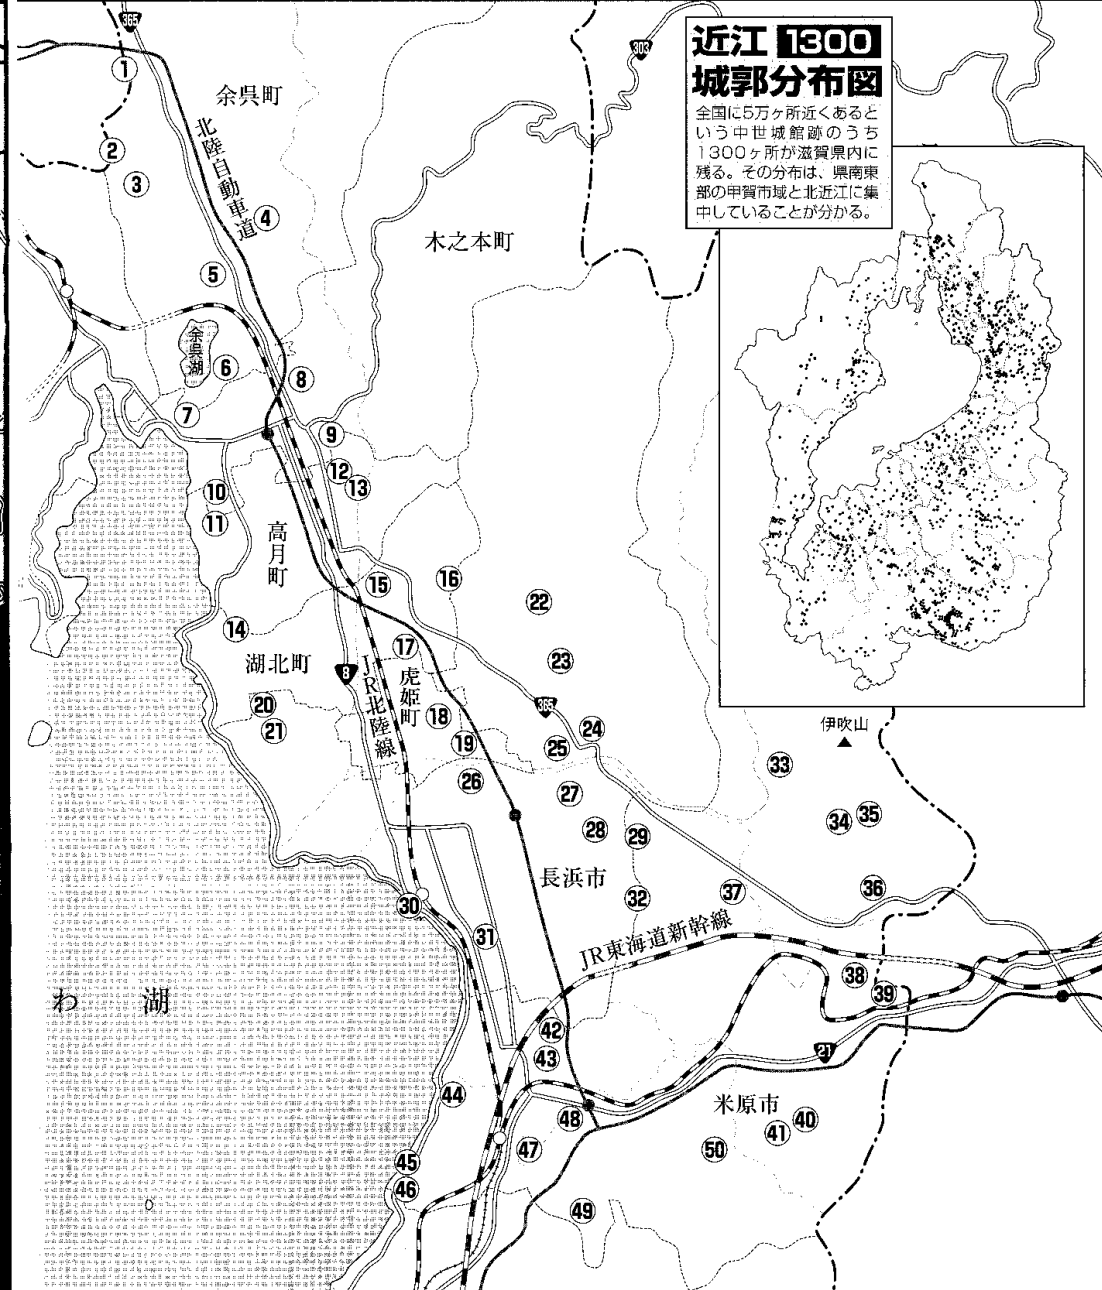 近江 1300
城郭分布図
全国に5万ヶ所近くあると
いう中世城館跡のうち
1300ヶ所が滋賀県内に
残る。その分布は、県南東
部の甲賀市域と北近江に集
中していることが分かる。
365
303
1
余呉町
北陸自動車道
2
3
4
木之本町
5
余呉湖
6
7
8
9
10
11
12
13
高月町
14
15
16
湖北町
17
虎姫町
8
JR北陸線
18
19
20
21
22
23
365
24
25
26
27
28
29
伊吹山
33
34
35
長浜市
30
31
32
37
36
JR東海道新幹線
38
39
わ 湖
42
43
21
44
米原市
40
41
45
46
47
48
49
50